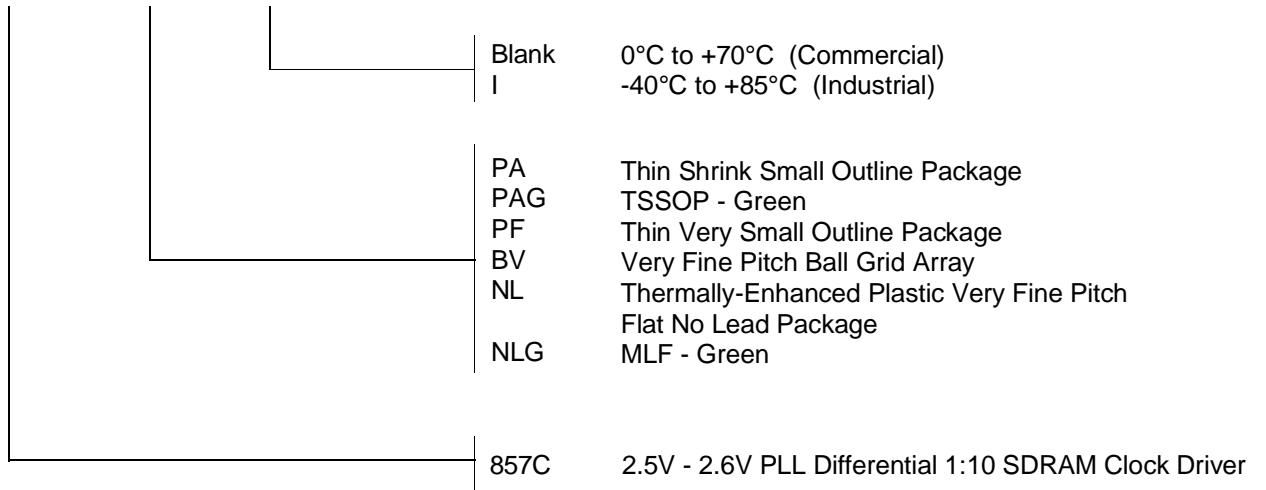 Blank 0°C to +70°C (Commercial)
I -40°C to +85°C (Industrial)
PA Thin Shrink Small Outline Package
PAG TSSOP - Green
PF Thin Very Small Outline Package
BV Very Fine Pitch Ball Grid Array
NL Thermally-Enhanced Plastic Very Fine Pitch
Flat No Lead Package
NLG MLF - Green
857C 2.5V - 2.6V PLL Differential 1:10 SDRAM Clock Driver